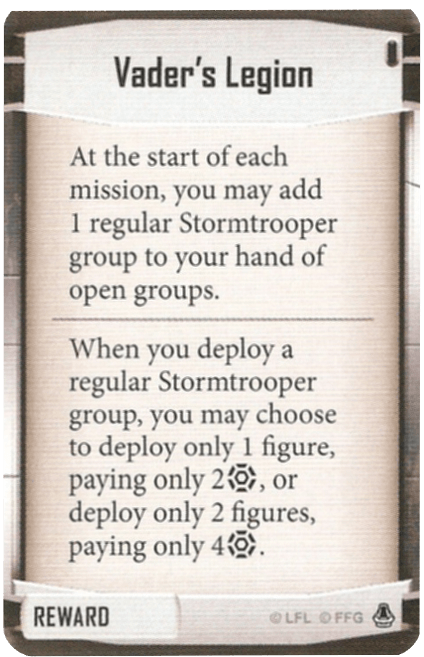 Vader's Legion
At the start of each
mission, you may add
1 regular Stormtrooper
group to your hand of
open groups.
When you deploy a
regular Stormtrooper
group, you may choose
to deploy only 1 figure,
paying only 2, or
deploy only 2 figures,
paying only 4.
REWARD
© LFL © FFG